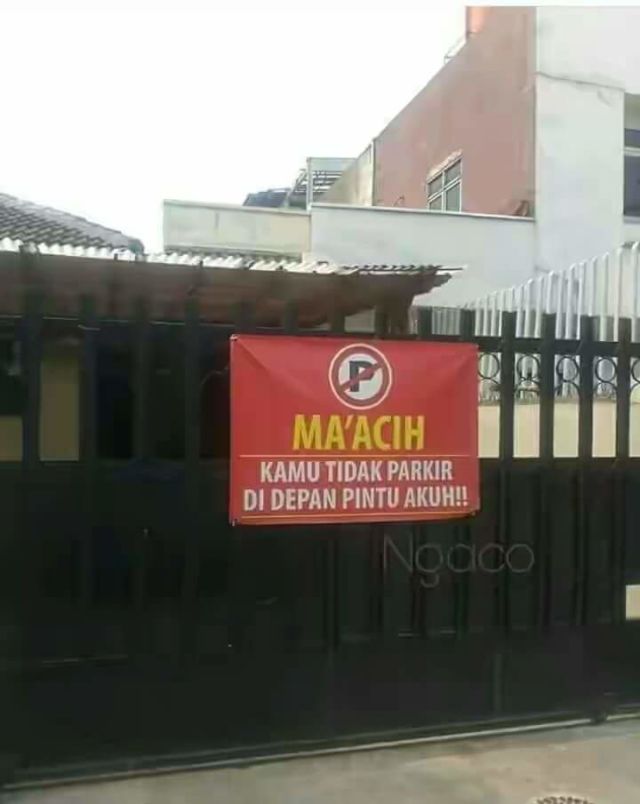 P
MA'ACIH
KAMU TIDAK PARKIR
DI DEPAN PINTU AKUH!!
Ngaco